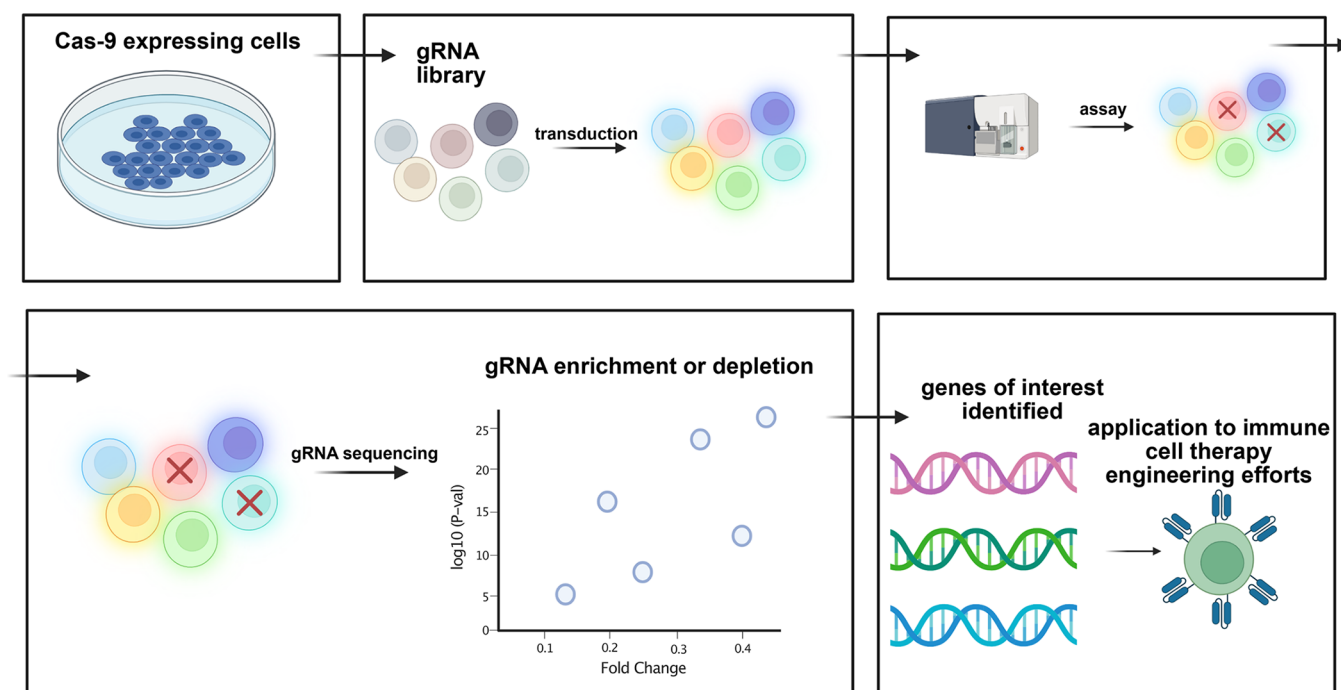 Cas-9 expressing cells
gRNA
library
transduction
assay
gRNA sequencing
gRNA enrichment or depletion
log10 (P-val)
25
20
15
10
5
0
0.1
0.2
0.3
0.4
Fold Change
genes of interest
identified
application to immune
cell therapy
engineering efforts